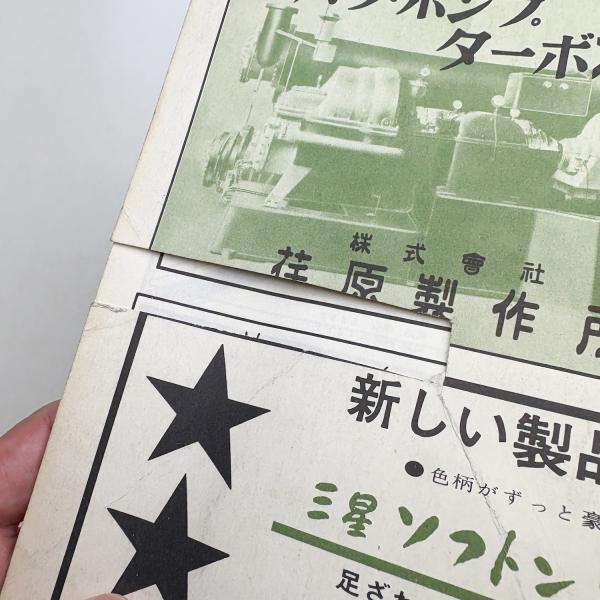 ポンプ
ターボ
株式會社
荏原製作所
新しい製品
●色柄がずっと豪
三星ソフトン
足ざわ